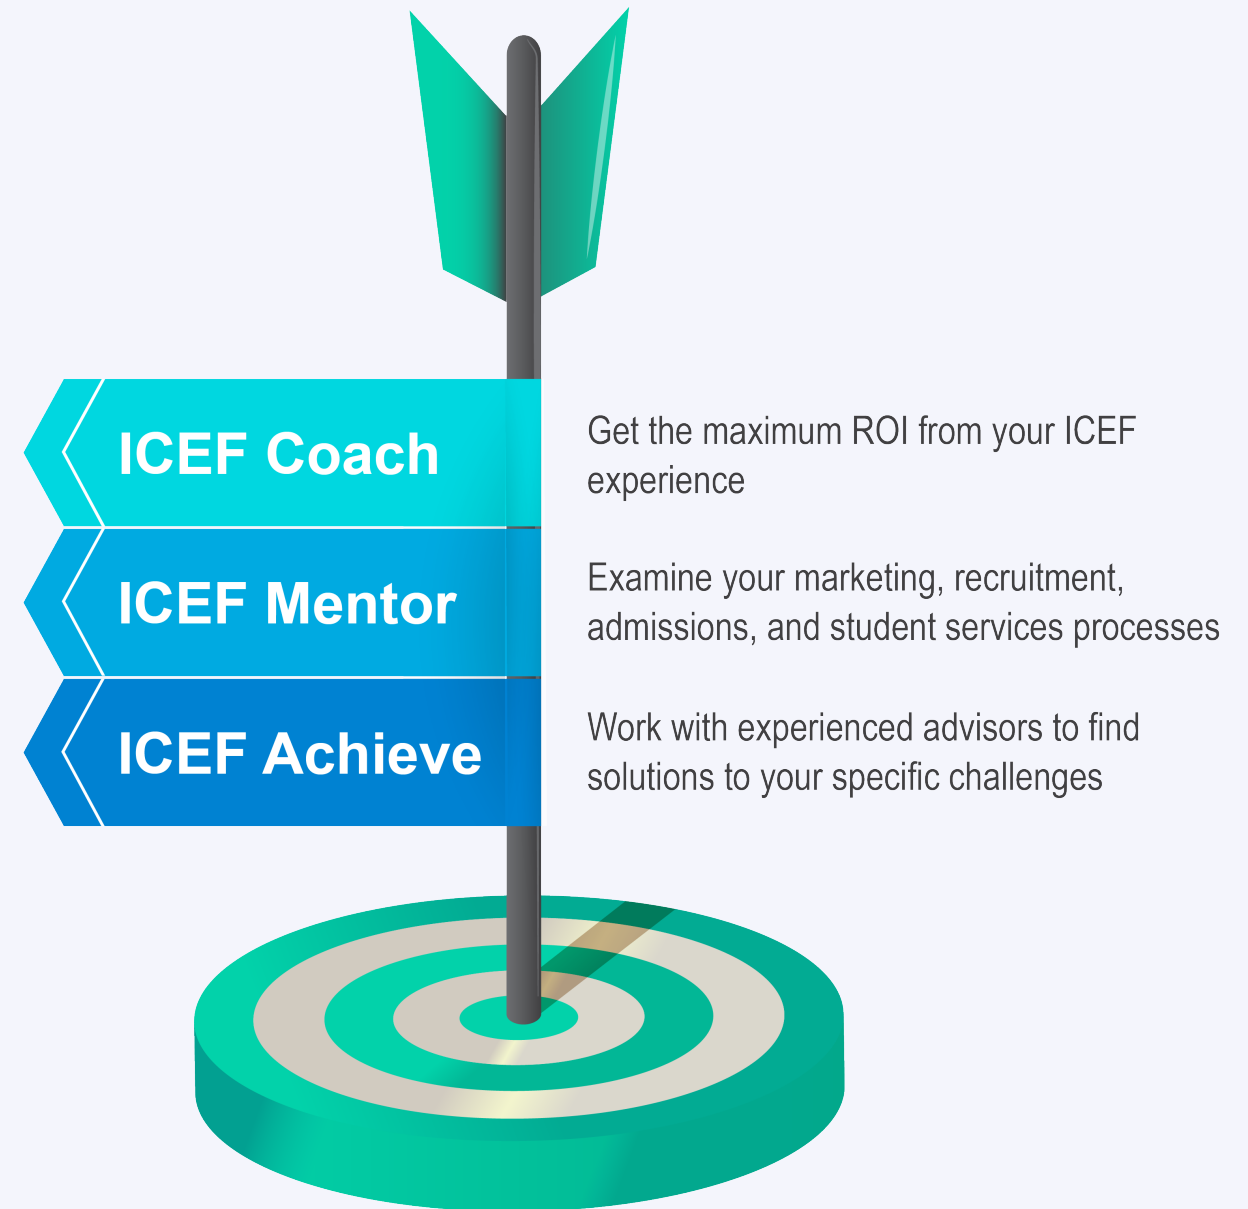 ICEF Coach
Get the maximum ROI from your ICEF
experience
ICEF Mentor
Examine your marketing, recruitment,
admissions, and student services processes
ICEF Achieve
Work with experienced advisors to find
solutions to your specific challenges